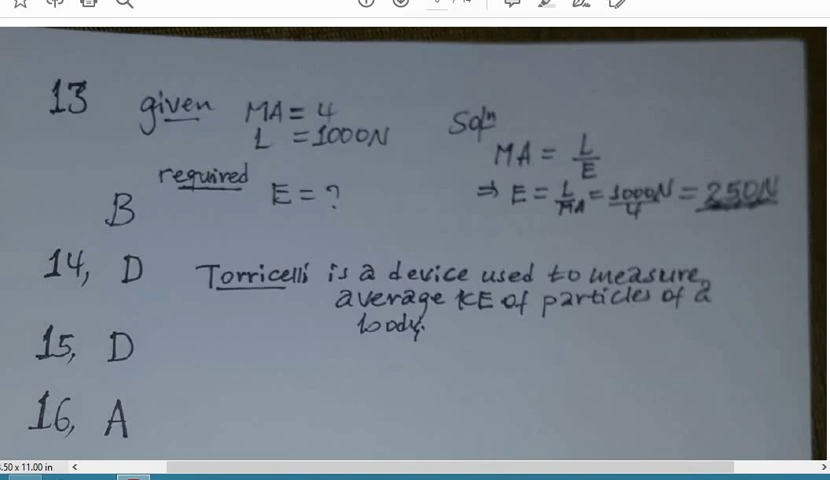 13 given MA = 4 Solⁿ
L = 1000N MA = L/E
required E = ? ⇒ E = L/MA = 1000N/4 = 250N
B
14, D Torricelli is a device used to measure
average KE of particles of a
body.
15, D
16, A
.50 x 11.00 in